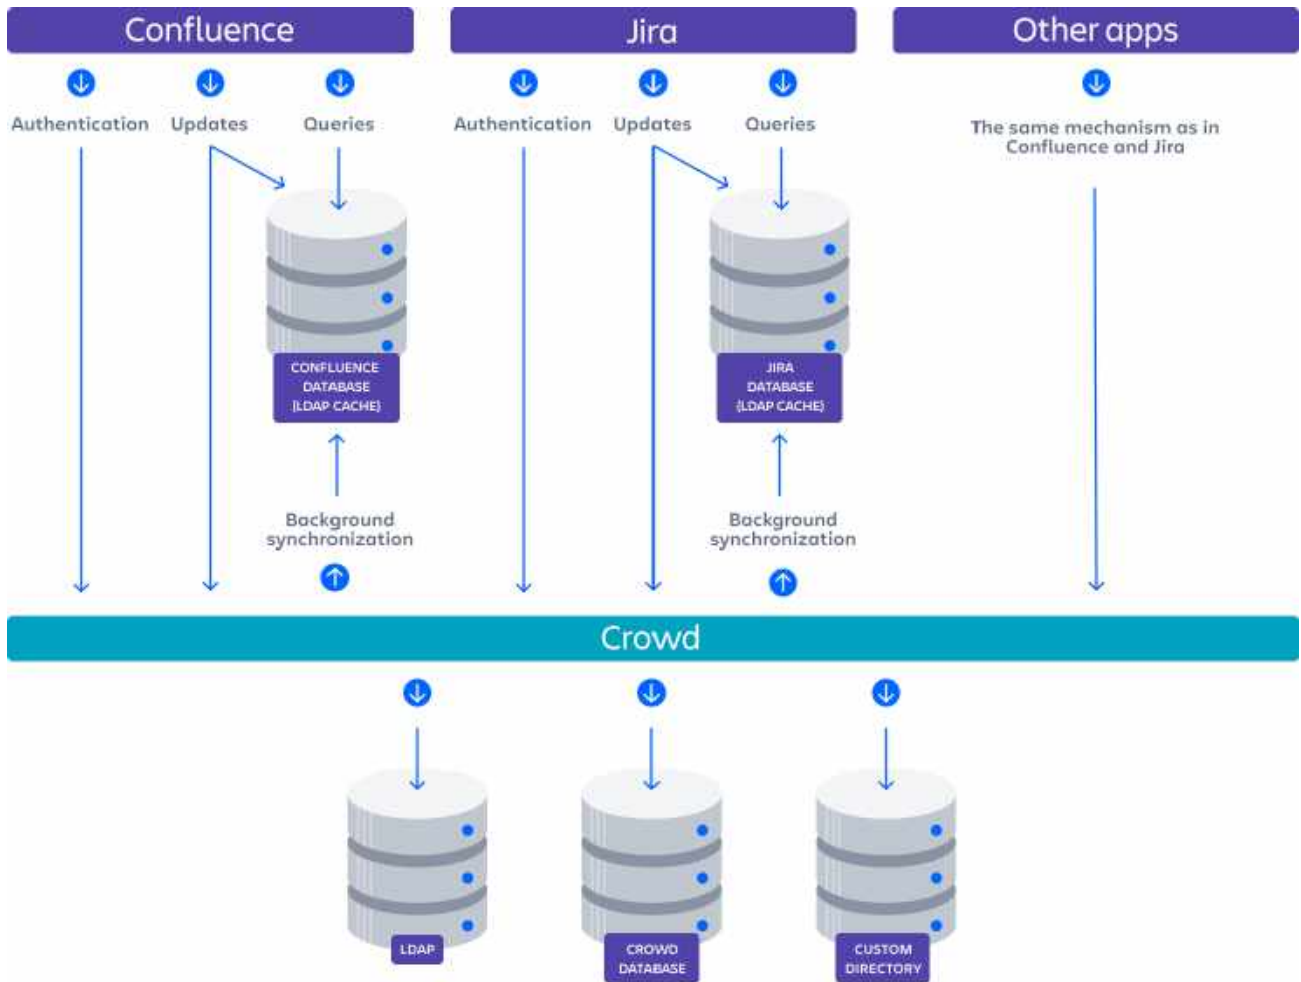 Confluence
Jira
Other apps
Authentication
Updates
Queries
Authentication
Updates
Queries
The same mechanism as in
Confluence and Jira
CONFLUENCE
DATABASE
(LDAP CACHE)
JIRA
DATABASE
(LDAP CACHE)
Background
synchronization
Background
synchronization
Crowd
LDAP
CROWD
DATABASE
CUSTOM
DIRECTORY